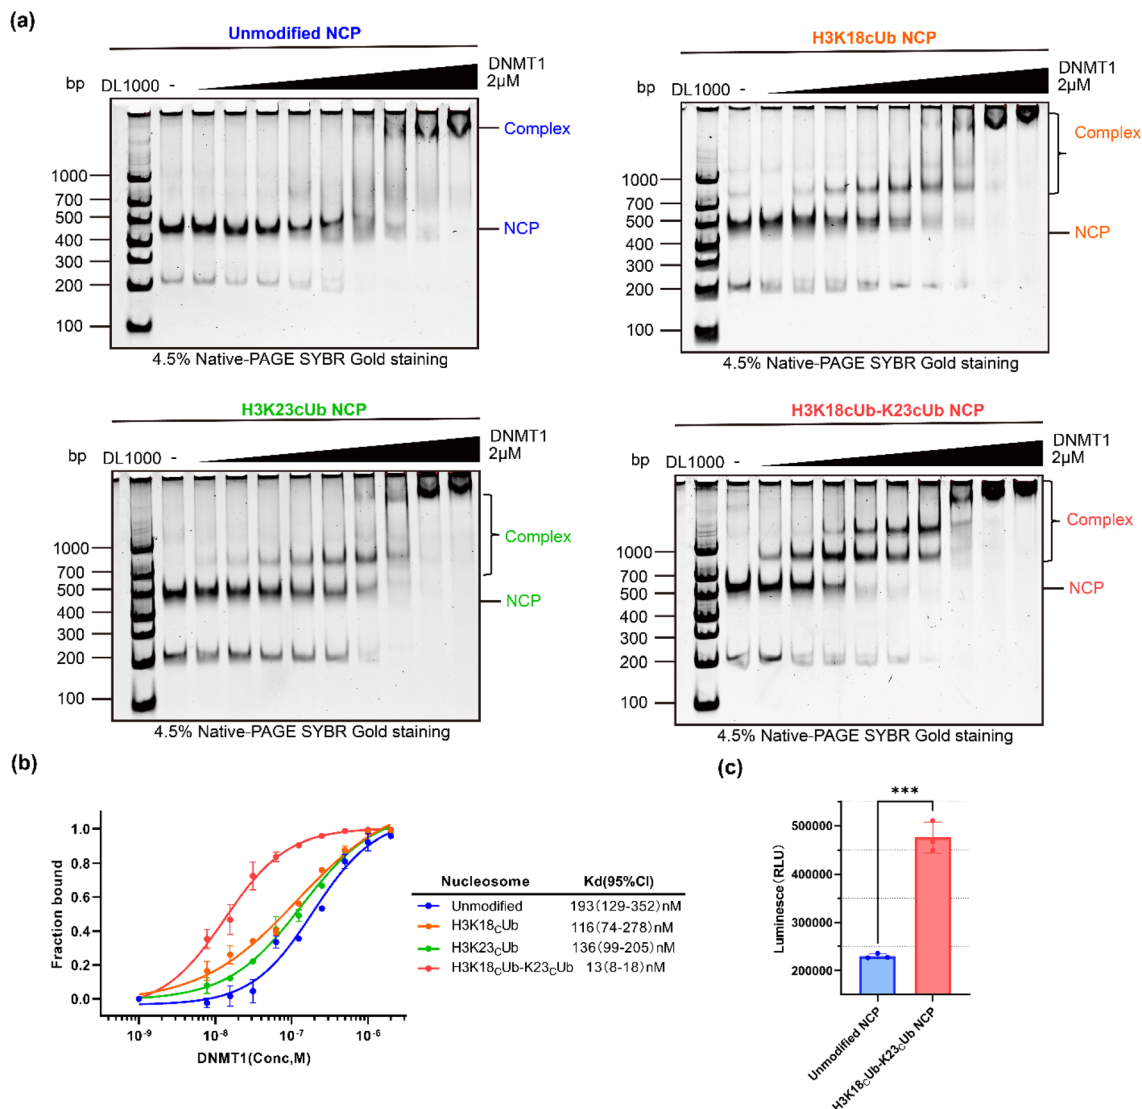 (a)
Unmodified NCP
bp DL1000 - DNMT1
2μM
1000
700
500
400
300
200
100
Complex
NCP
4.5% Native-PAGE SYBR Gold staining
H3K18cUb NCP
bp DL1000 - DNMT1
2μM
1000
700
500
400
300
200
100
Complex
NCP
4.5% Native-PAGE SYBR Gold staining
H3K23cUb NCP
bp DL1000 - DNMT1
2μM
1000
700
500
400
300
200
100
Complex
NCP
4.5% Native-PAGE SYBR Gold staining
H3K18cUb-K23cUb NCP
bp DL1000 - DNMT1
2μM
1000
700
500
400
300
200
100
Complex
NCP
4.5% Native-PAGE SYBR Gold staining
(b)
Fraction bound
1.0
0.8
0.6
0.4
0.2
0.0
10-9 10-8 10-7 10-6
DNMT1(Conc,M)
Nucleosome Kd(95%CI)
Unmodified 193(129-352)nM
H3K18cUb 116(74-278)nM
H3K23cUb 136(99-205)nM
H3K18cUb-K23cUb 13(8-18)nM
(c)
***
Luminesce(RLU)
500000
400000
300000
200000
Unmodified NCP
H3K18cUb-K23cUb NCP